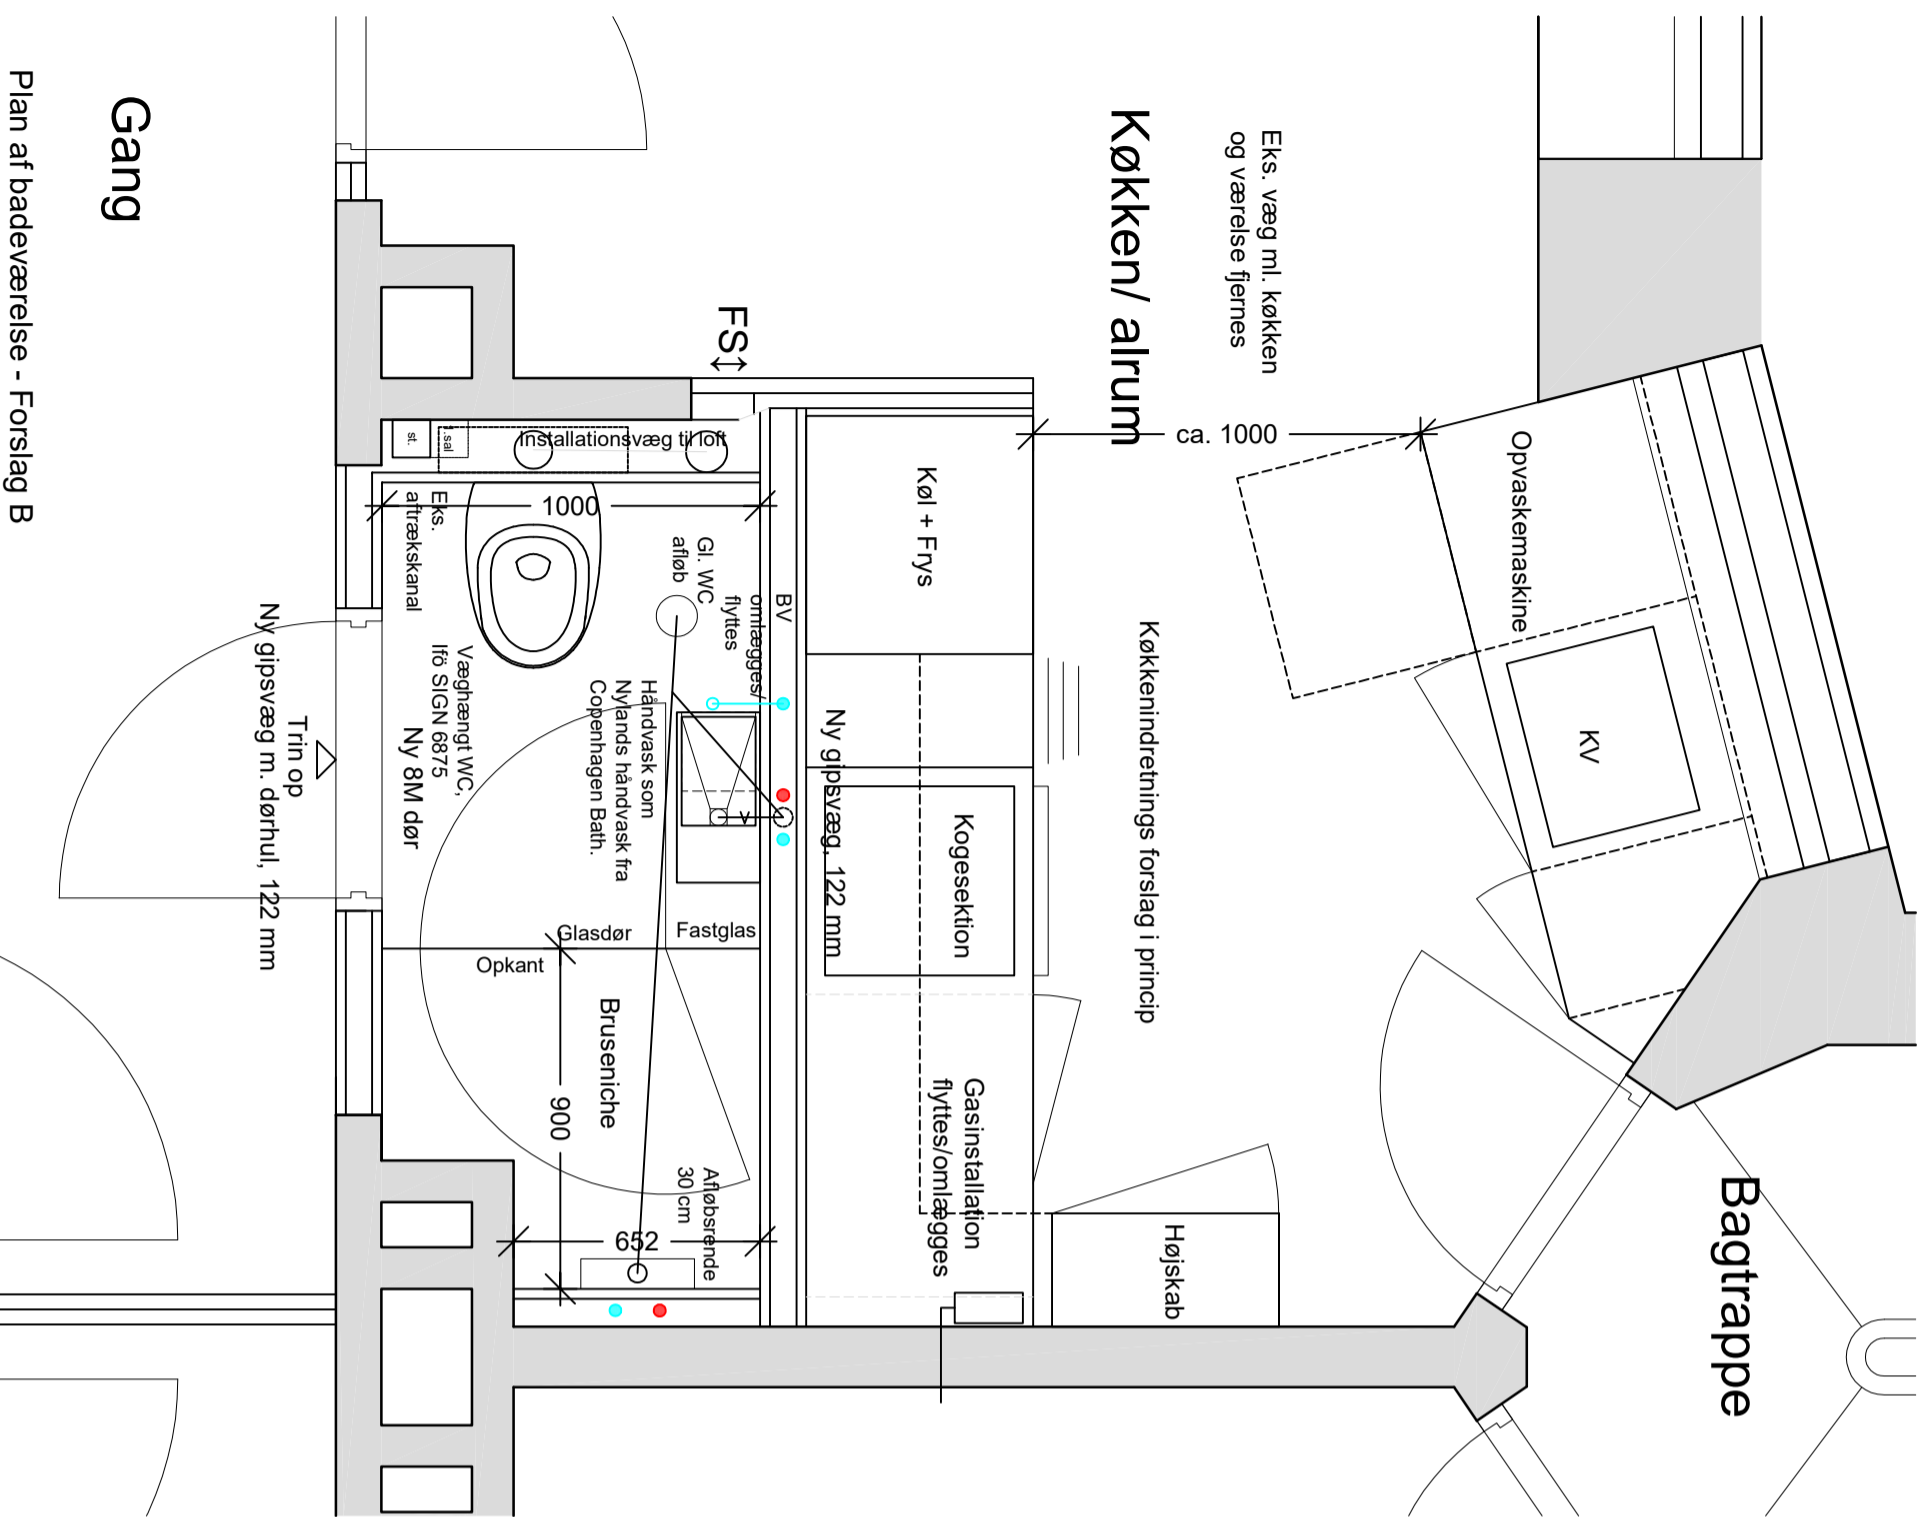 Bagtrappe
KV
Opvaskemaskine
Eks. væg ml. køkken
og værelse fjernes
Køkken/ alrum
ca. 1000
Køkkenindretnings forslag i princip
Højskab
Køl + Frys
Kogesektion
Gasinstallation
flyttes/omlægges
Ny gipsvæg, 122 mm
FS
BV
omlægges/
flyttes
Gl. WC
afløb
Installationsvæg til loft
1.sal
st.
1000
Eks.
aftrækskanal
Håndvask som
Nylands håndvask fra
Copenhagen Bath.
Fastglas
Glasdør
Opkant
Bruseniche
900
Afløbsrende
30 cm
652
Væghængt WC,
Ifö SIGN 6875
Ny 8M dør
Trin op
Ny gipsvæg m. dørhul, 122 mm
Gang
Plan af badeværelse - Forslag B